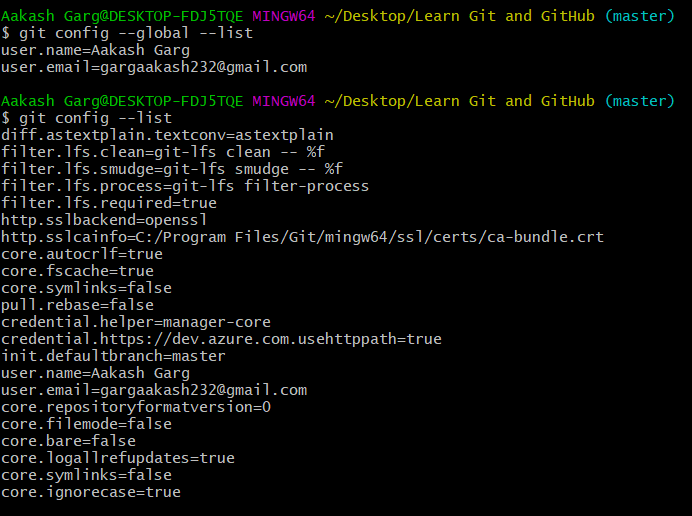 Aakash Garg@DESKTOP-FDJ5TQE MINGW64 ~/Desktop/Learn Git and GitHub (master)
$ git config --global --list
user.name=Aakash Garg
user.email=gargaakash232@gmail.com
Aakash Garg@DESKTOP-FDJ5TQE MINGW64 ~/Desktop/Learn Git and GitHub (master)
$ git config --list
diff.astextplain.textconv=astextplain
filter.lfs.clean=git-lfs clean -- %f
filter.lfs.smudge=git-lfs smudge -- %f
filter.lfs.process=git-lfs filter-process
filter.lfs.required=true
http.sslbackend=openssl
http.sslcainfo=C:/Program Files/Git/mingw64/ssl/certs/ca-bundle.crt
core.autocrlf=true
core.fscache=true
core.symlinks=false
pull.rebase=false
credential.helper=manager-core
credential.https://dev.azure.com.usehttppath=true
init.defaultbranch=master
user.name=Aakash Garg
user.email=gargaakash232@gmail.com
core.repositoryformatversion=0
core.filemode=false
core.bare=false
core.logallrefupdates=true
core.symlinks=false
core.ignorecase=true